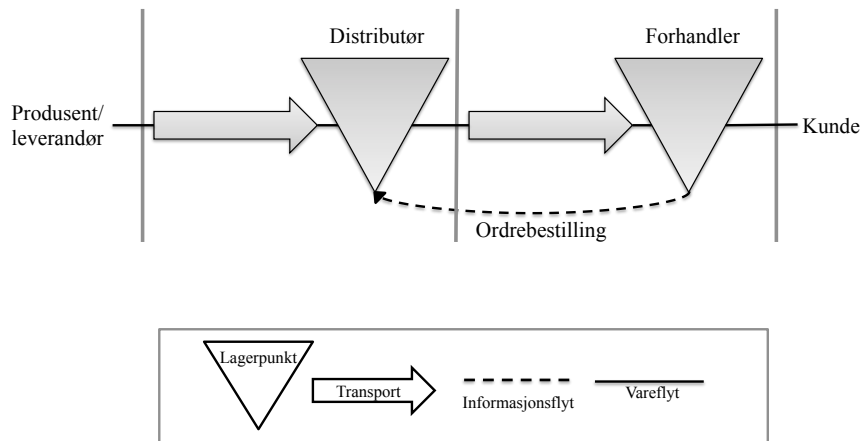 Distributør
Forhandler
Produsent/
leverandør
Kunde
Ordrebestilling
Lagerpunkt
Transport
Informasjonsflyt
Vareflyt